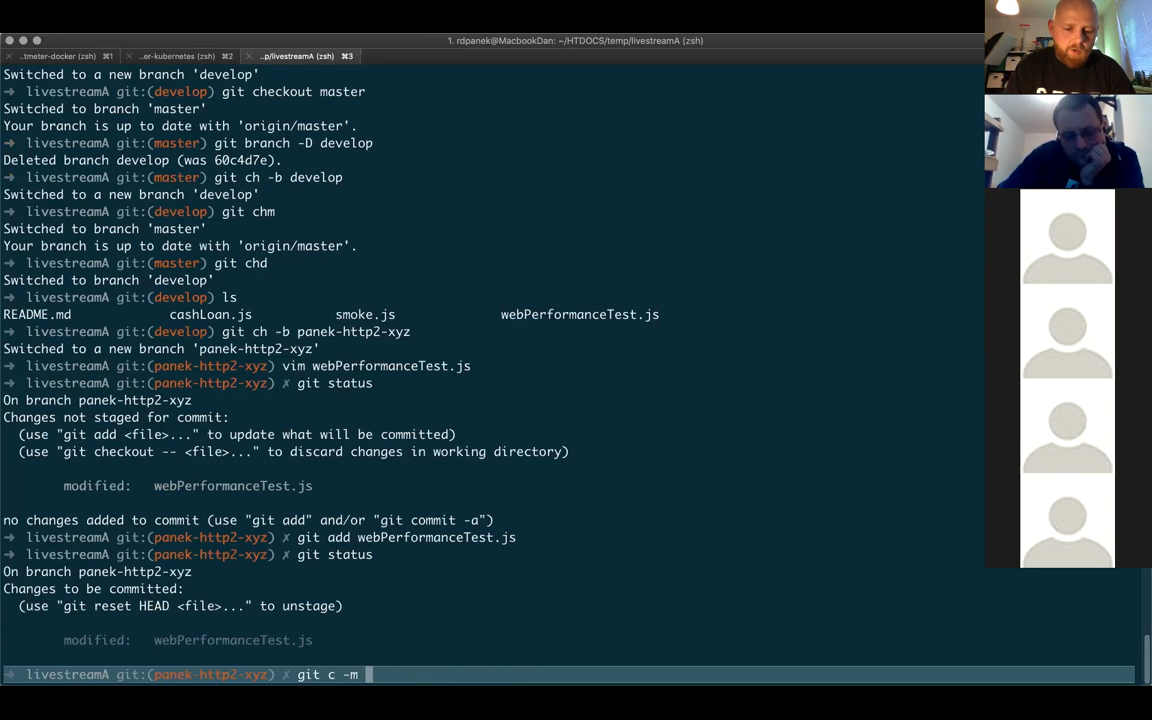 1. rdpanek@MacbookDan: ~/HTDOCS/temp/livestreamA (zsh)
..tmeter-docker (zsh) ⌘1 ..er-kubernetes (zsh) ⌘2 ..p/livestreamA (zsh) ⌘3
Switched to a new branch 'develop'
→ livestreamA git:(develop) git checkout master
Switched to branch 'master'
Your branch is up to date with 'origin/master'.
→ livestreamA git:(master) git branch -D develop
Deleted branch develop (was 60c4d7e).
→ livestreamA git:(master) git ch -b develop
Switched to a new branch 'develop'
→ livestreamA git:(develop) git chm
Switched to branch 'master'
Your branch is up to date with 'origin/master'.
→ livestreamA git:(master) git chd
Switched to branch 'develop'
→ livestreamA git:(develop) ls
README.md cashLoan.js smoke.js webPerformanceTest.js
→ livestreamA git:(develop) git ch -b panek-http2-xyz
Switched to a new branch 'panek-http2-xyz'
→ livestreamA git:(panek-http2-xyz) vim webPerformanceTest.js
→ livestreamA git:(panek-http2-xyz) ✗ git status
On branch panek-http2-xyz
Changes not staged for commit:
(use "git add <file>..." to update what will be committed)
(use "git checkout -- <file>..." to discard changes in working directory)
modified: webPerformanceTest.js
no changes added to commit (use "git add" and/or "git commit -a")
→ livestreamA git:(panek-http2-xyz) ✗ git add webPerformanceTest.js
→ livestreamA git:(panek-http2-xyz) ✗ git status
On branch panek-http2-xyz
Changes to be committed:
(use "git reset HEAD <file>..." to unstage)
modified: webPerformanceTest.js
→ livestreamA git:(panek-http2-xyz) ✗ git c -m